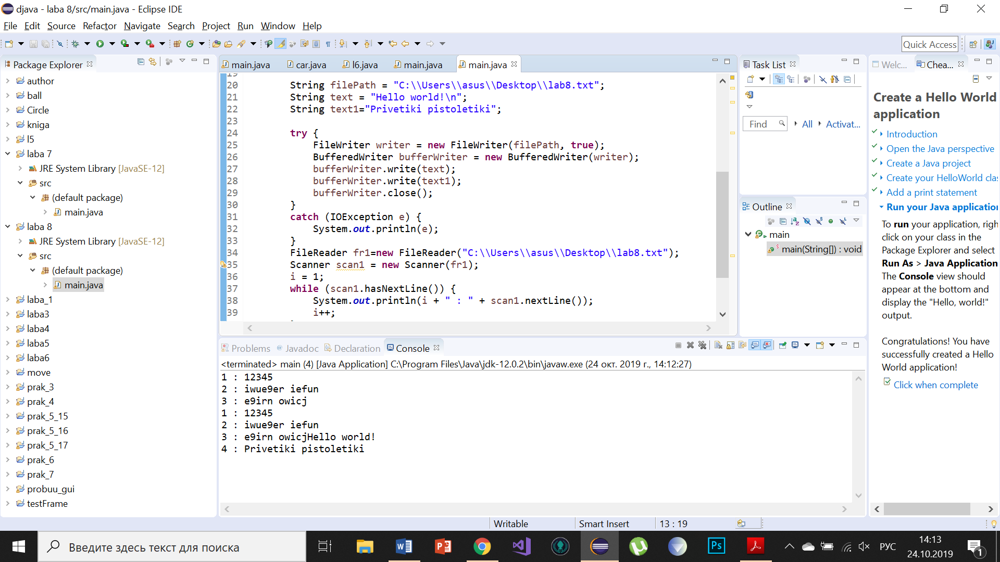 djava - laba 8/src/main.java - Eclipse IDE
File Edit Source Refactor Navigate Search Project Run Window Help
Quick Access
Package Explorer
author
ball
Circle
kniga
l5
laba 7
JRE System Library [JavaSE-12]
src
(default package)
main.java
laba 8
JRE System Library [JavaSE-12]
src
(default package)
main.java
laba_1
laba3
laba4
laba5
laba6
move
prak_3
prak_4
prak_5_15
prak_5_16
prak_5_17
prak_6
prak_7
probuu_gui
testFrame
main.java car.java l6.java main.java main.java
19
20 String filePath = "C:\\Users\\asus\\Desktop\\lab8.txt";
21 String text = "Hello world!\n";
22 String text1="Privetiki pistoletiki";
23
24 try {
25 FileWriter writer = new FileWriter(filePath, true);
26 BufferedWriter bufferWriter = new BufferedWriter(writer);
27 bufferWriter.write(text);
28 bufferWriter.write(text1);
29 bufferWriter.close();
30 }
31 catch (IOException e) {
32 System.out.println(e);
33 }
34 FileReader fr1=new FileReader("C:\\Users\\asus\\Desktop\\lab8.txt");
35 Scanner scan1 = new Scanner(fr1);
36 i = 1;
37 while (scan1.hasNextLine()) {
38 System.out.println(i + " : " + scan1.nextLine());
39 i++;
Problems @ Javadoc Declaration Console
<terminated> main (4) [Java Application] C:\Program Files\Java\jdk-12.0.2\bin\javaw.exe (24 окт. 2019 г., 14:12:27)
1 : 12345
2 : iwue9er iefun
3 : e9irn owicj
1 : 12345
2 : iwue9er iefun
3 : e9irn owicjHello world!
4 : Privetiki pistoletiki
Task List
Find All Activat...
Outline
main
main(String[]) : void
Welc... Chea...
Create a Hello World
application
Introduction
Open the Java perspective
Create a Java project
Create your HelloWorld clas
Add a print statement
Run your Java application
To run your application, righ
click on your class in the
Package Explorer and select
Run As > Java Application
The Console view should
appear at the bottom and
display the "Hello, world!"
output.
Congratulations! You have
successfully created a Hello
World application!
Click when complete
Writable Smart Insert 13 : 19
Введите здесь текст для поиска
РУС
14:13
24.10.2019
1
Ps